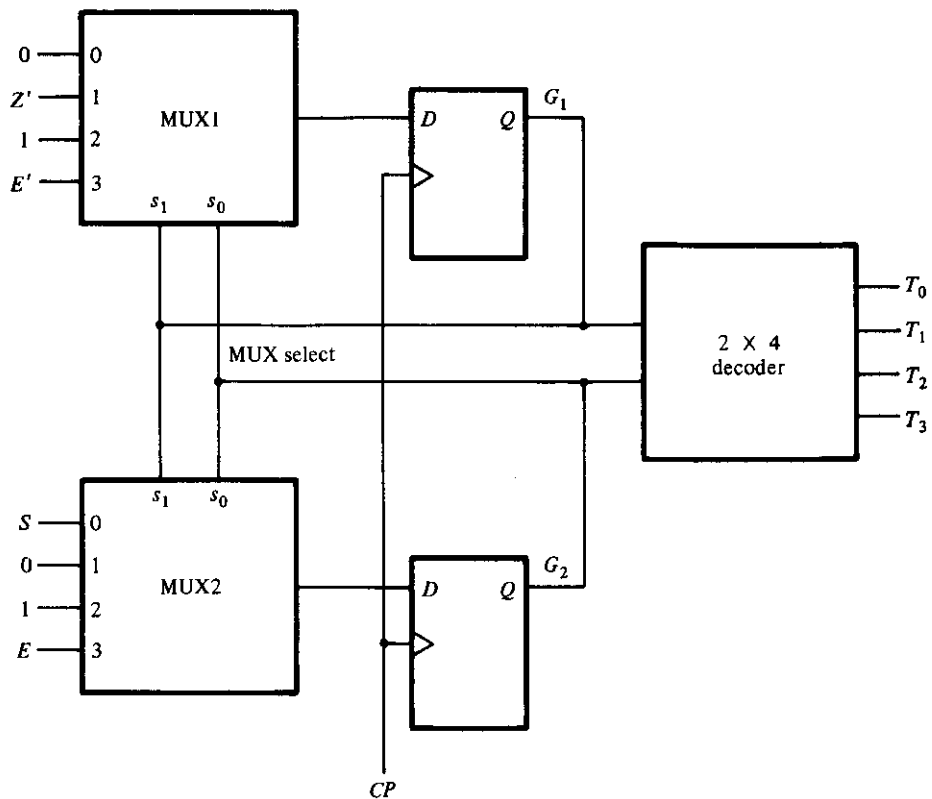 0 0
Z' 1
1 2
E' 3
MUX1
s₁ s₀
D Q
G₁
MUX select
2 X 4
decoder
T₀
T₁
T₂
T₃
s₁ s₀
S 0
0 1
1 2
E 3
MUX2
D Q
G₂
CP